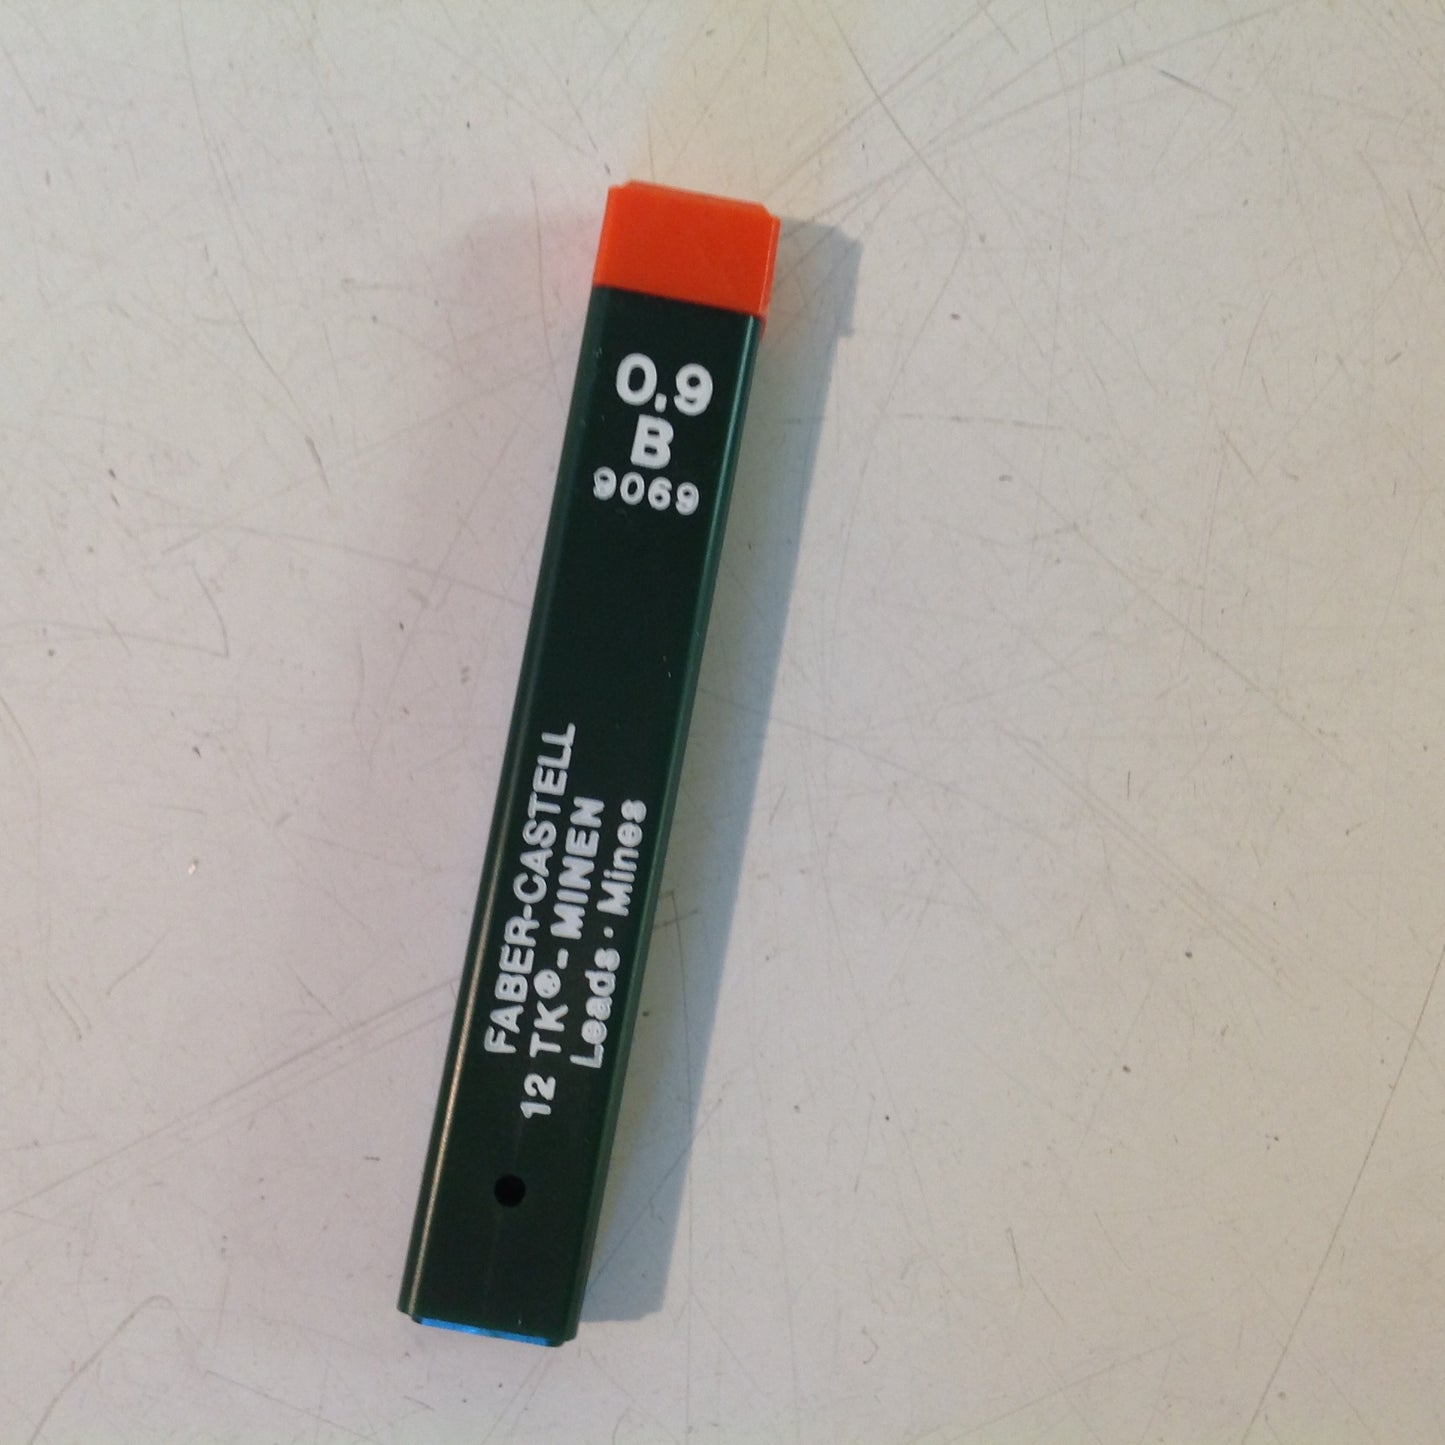 0.9
B
9069
FABER-CASTELL
12 TK®-MINEN
Leads · Mines